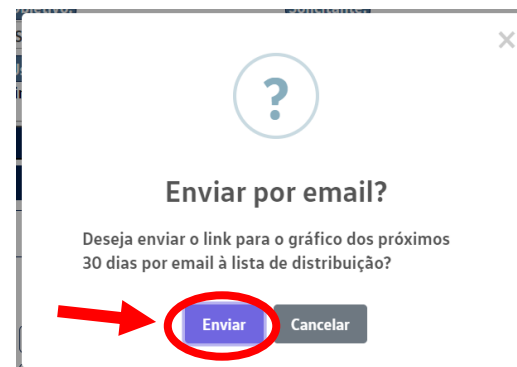 ?
Enviar por email?
Deseja enviar o link para o gráfico dos próximos
30 dias por email à lista de distribuição?
Enviar
Cancelar